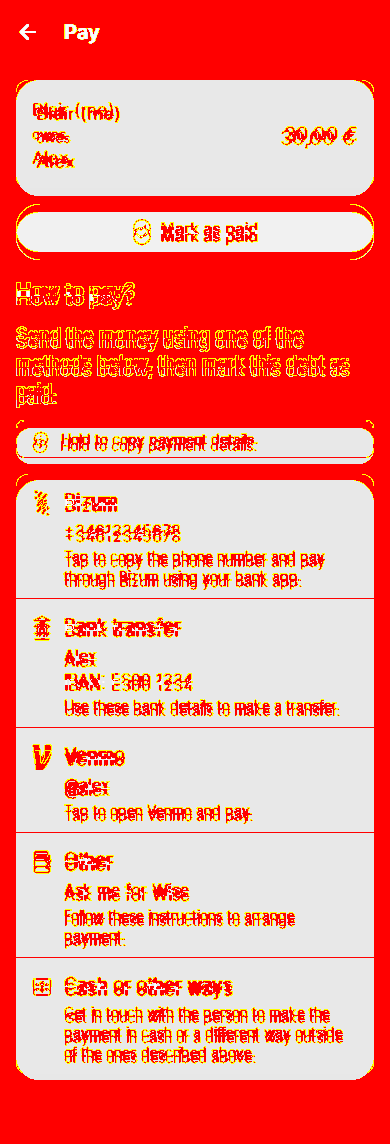 Pay
Blair (me)
owes
Alex
30,00 €
Mark as paid
How to pay?
Send the money using one of the
methods below, then mark this debt as
paid.
Hold to copy payment details.
Bizum
+34612345678
Tap to copy the phone number and pay
through Bizum using your bank app.
Bank transfer
Alex
Use these bank details to make a transfer.
Venmo
@alex
Tap to open Venmo and pay.
Other
Ask me for Wise
Follow these instructions to arrange
payment.
Cash or other ways
Get in touch with the person to make the
payment in cash or a different way outside
of the ones described above.